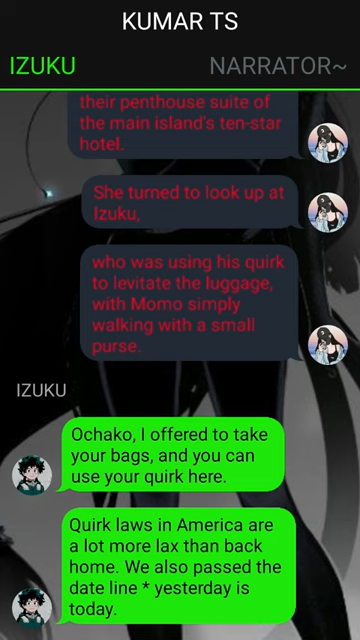 KUMAR TS
IZUKU
NARRATOR~
their penthouse suite of
the main island's ten-star
hotel.
She turned to look up at
Izuku,
who was using his quirk
to levitate the luggage,
with Momo simply
walking with a small
purse.
IZUKU
Ochako, I offered to take
your bags, and you can
use your quirk here.
Quirk laws in America are
a lot more lax than back
home. We also passed the
date line * yesterday is
today.